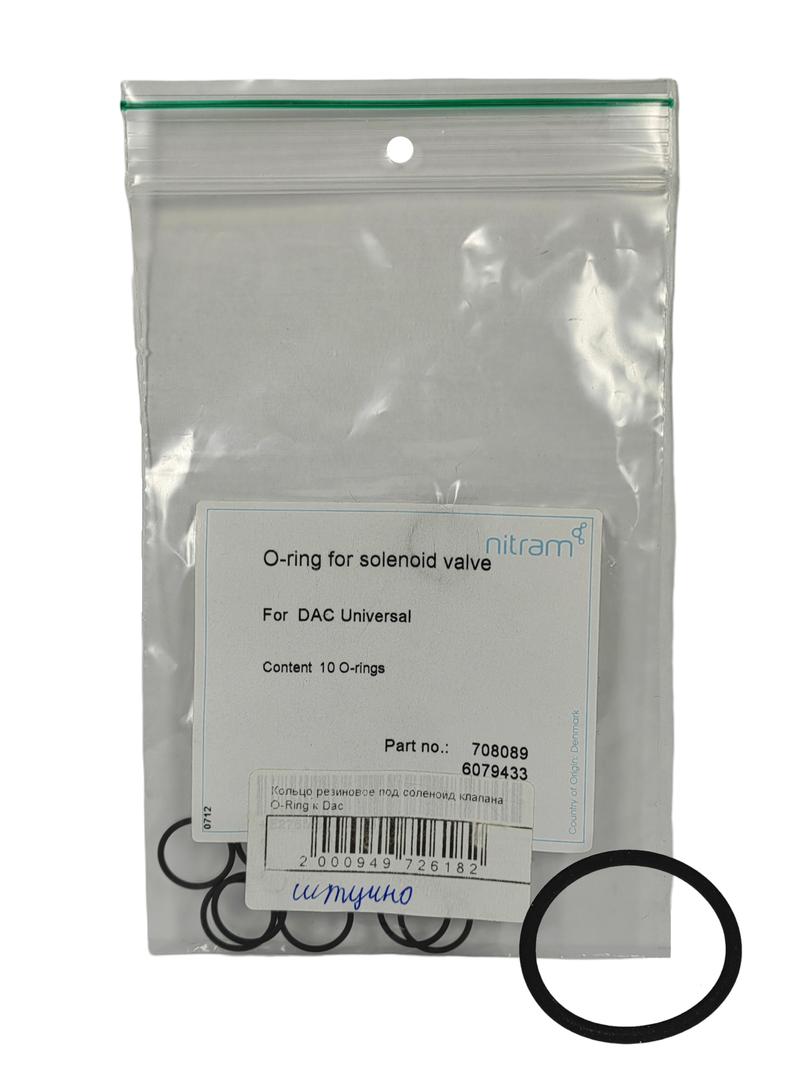 nitram
O-ring for solenoid valve
For DAC Universal
Content 10 O-rings
Part no.: 708089
6079433
Country of Origin: Denmark
0712
Кольцо резиновое под соленоид клапана
O-Ring к Dac
2 000949 726182
штучно